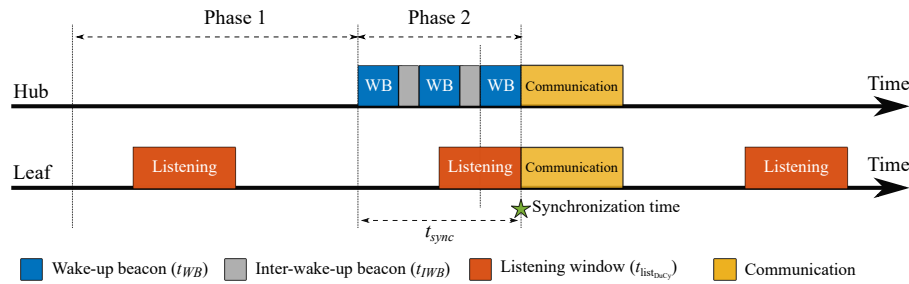 Phase 1 Phase 2
WB WB WB Communication Time
Hub
Listening Listening Communication Listening Time
Leaf
Synchronization time
t_sync
Wake-up beacon (t_WB) Inter-wake-up beacon (t_IWB) Listening window (t_list_DuCy) Communication